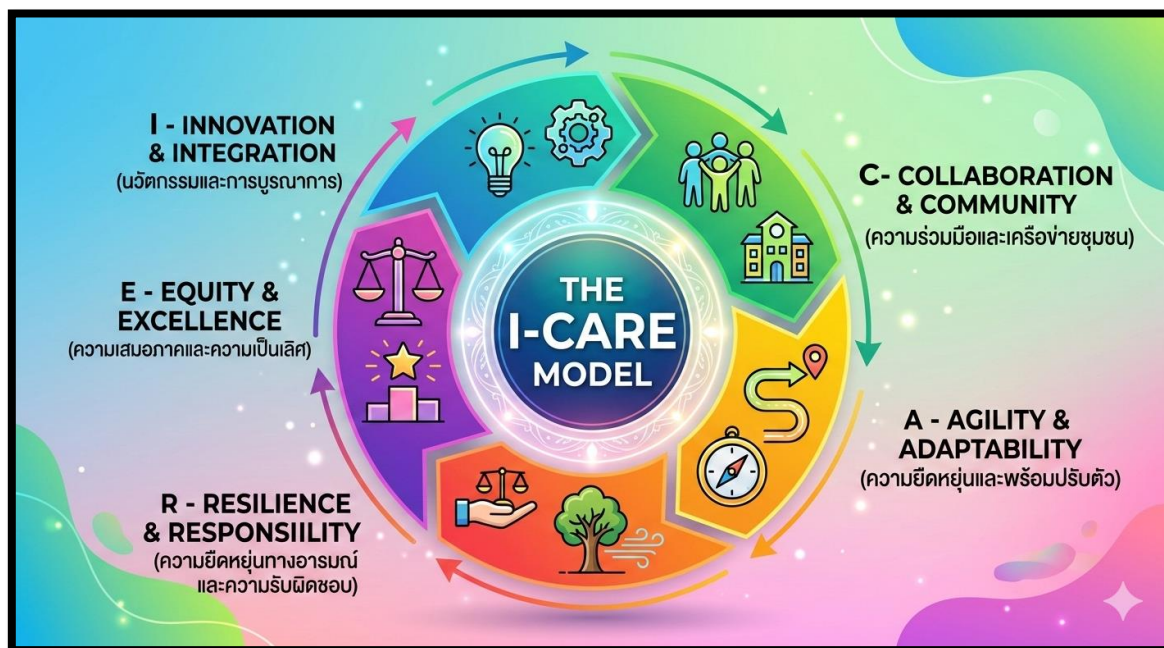 I - INNOVATION
& INTEGRATION
(นวัตกรรมและการบูรณาการ)
C- COLLABORATION
& COMMUNITY
(ความร่วมมือและเครือข่ายชุมชน)
E - EQUITY &
EXCELLENCE
(ความเสมอภาคและความเป็นเลิศ)
THE
I-CARE
MODEL
A - AGILITY &
ADAPTABILITY
(ความยืดหยุ่นและพร้อมปรับตัว)
R - RESILIENCE
& RESPONSIILITY
(ความยืดหยุ่นทางอารมณ์
และความรับผิดชอบ)